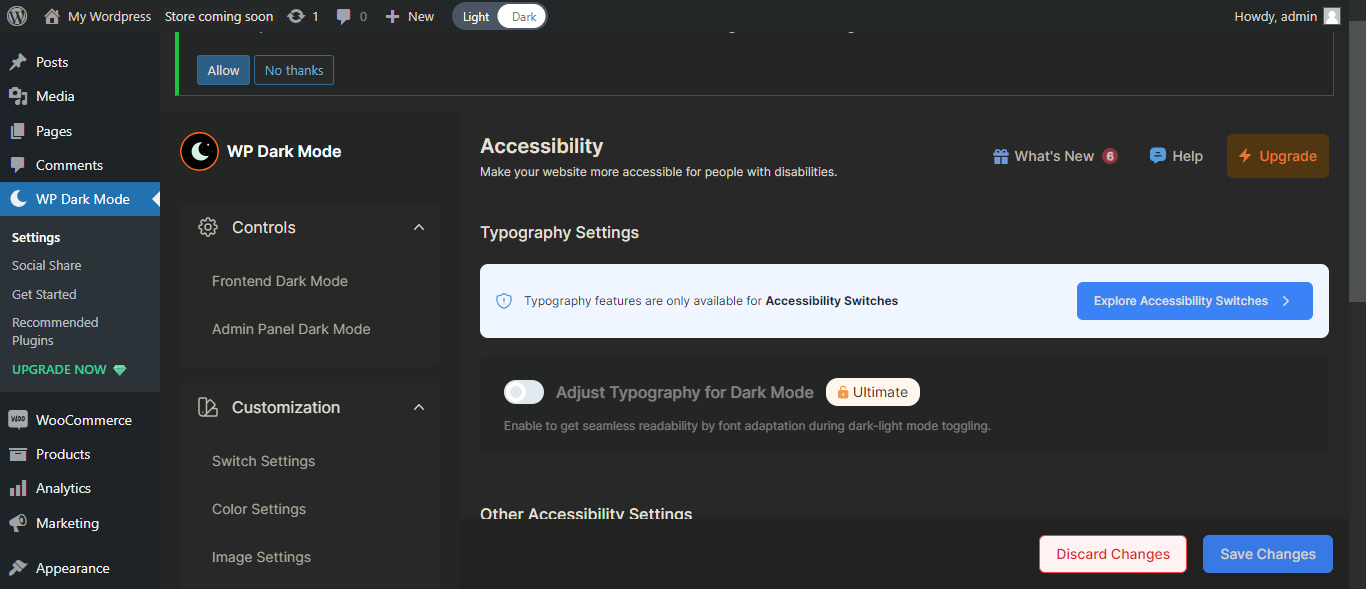 My Wordpress
Store coming soon
1
0
New
Light
Dark
Howdy, admin
Posts
Media
Pages
Comments
WP Dark Mode
Settings
Social Share
Get Started
Recommended
Plugins
UPGRADE NOW
WooCommerce
Products
Analytics
Marketing
Appearance
Allow
No thanks
WP Dark Mode
Controls
Frontend Dark Mode
Admin Panel Dark Mode
Customization
Switch Settings
Color Settings
Image Settings
Accessibility
Make your website more accessible for people with disabilities.
What's New 6
Help
Upgrade
Typography Settings
Typography features are only available for Accessibility Switches
Explore Accessibility Switches
Adjust Typography for Dark Mode
Ultimate
Enable to get seamless readability by font adaptation during dark-light mode toggling.
Other Accessibility Settings
Discard Changes
Save Changes